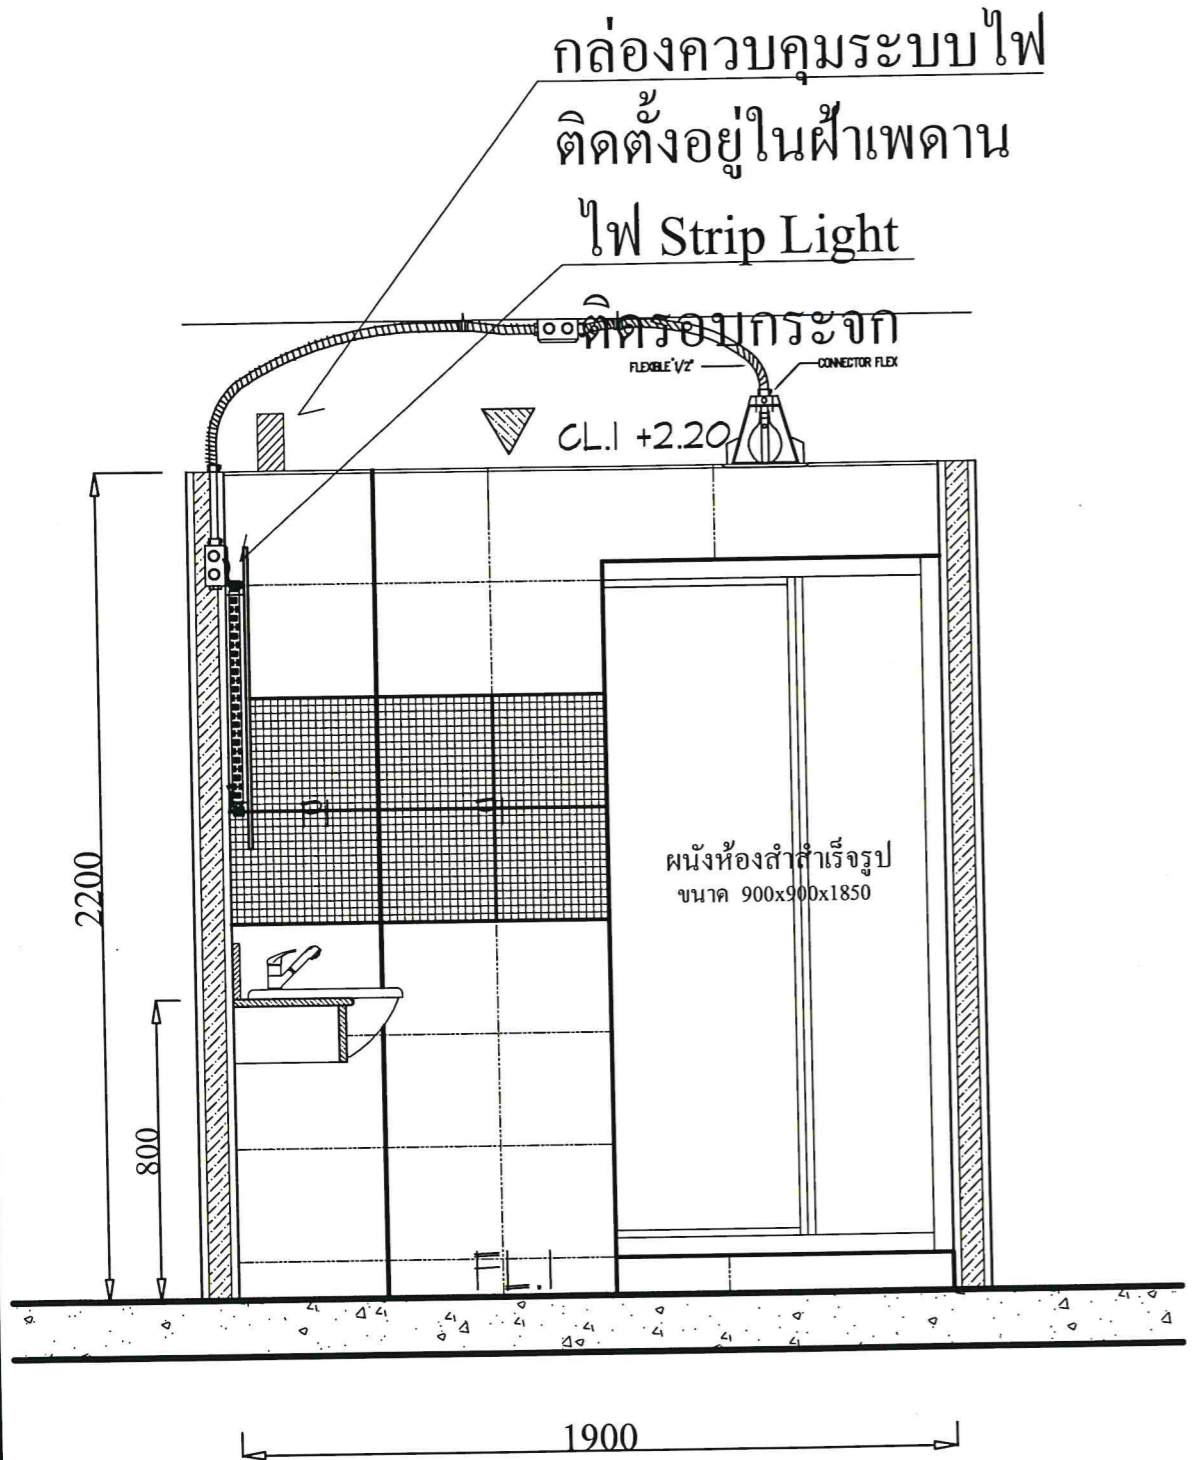 กล่องควบคุมระบบไฟ
ติดตั้งอยู่ในฝ้าเพดาน
ไฟ Strip Light
ติดรอบกระจก
FLEXIBLE 1/2"
CONNECTOR FLEX
CL.1 +2.20
2200
ผนังห้องสำสำเร็จรูป
ขนาด 900x900x1850
800
FL.1
1900